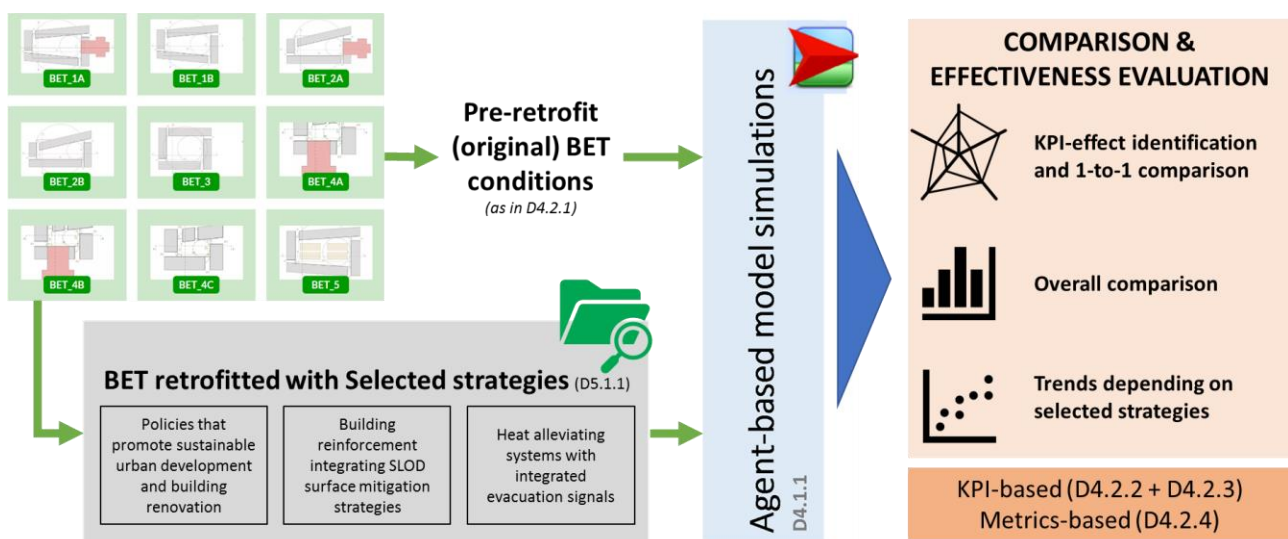 BET_1A
BET_1B
BET_2A
BET_2B
BET_3
BET_4A
BET_4B
BET_4C
BET_5
Pre-retrofit
(original) BET
conditions
(as in D4.2.1)
BET retrofitted with Selected strategies (D5.1.1)
Policies that
promote sustainable
urban development
and building
renovation
Building
reinforcement
integrating SLOD
surface mitigation
strategies
Heat alleviating
systems with
integrated
evacuation signals
Agent-based model simulations
D4.1.1
COMPARISON &
EFFECTIVENESS EVALUATION
KPI-effect identification
and 1-to-1 comparison
Overall comparison
Trends depending on
selected strategies
KPI-based (D4.2.2 + D4.2.3)
Metrics-based (D4.2.4)